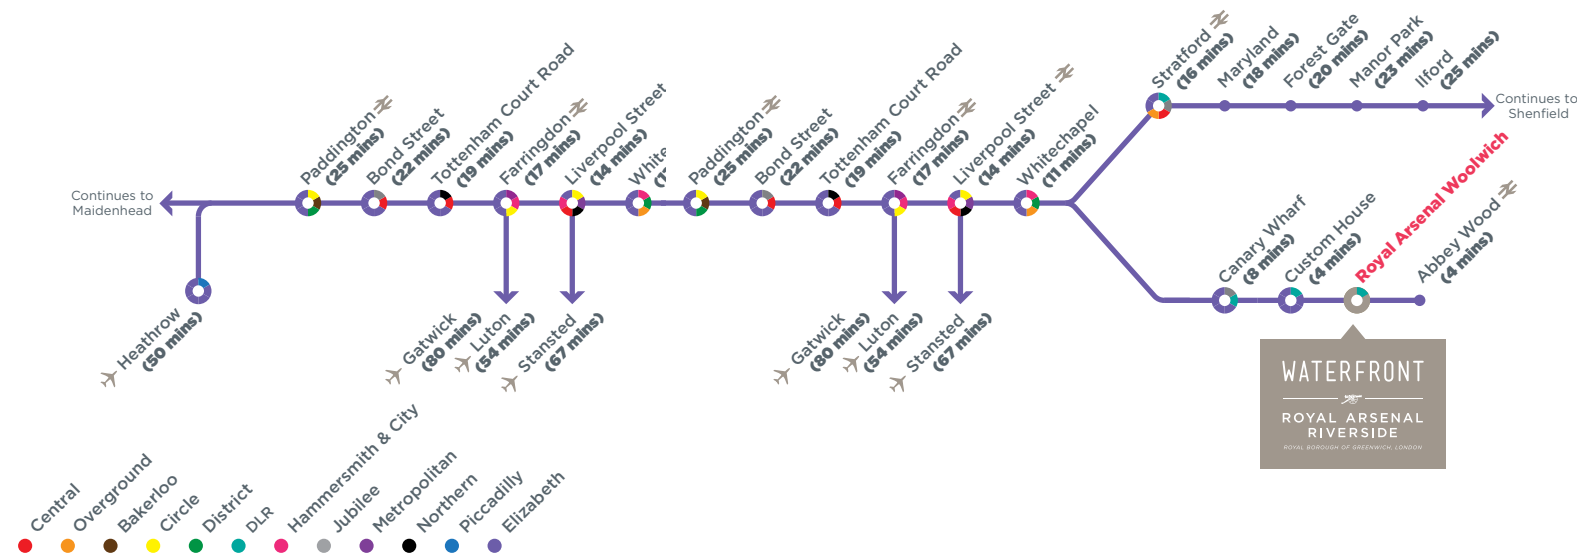 Continues to
Maidenhead
Heathrow
(50 mins)
Paddington
(25 mins)
Bond Street
(22 mins)
Tottenham Court Road
(19 mins)
Farringdon
(17 mins)
Liverpool Street
(14 mins)
White
Gatwick
(80 mins)
Luton
(54 mins)
Stansted
(67 mins)
Paddington
(25 mins)
Bond Street
(22 mins)
Tottenham Court Road
(19 mins)
Farringdon
(17 mins)
Liverpool Street
(14 mins)
Whitechapel
(11 mins)
Gatwick
(80 mins)
Luton
(54 mins)
Stansted
(67 mins)
Stratford
(16 mins)
Maryland
(18 mins)
Forest Gate
(20 mins)
Manor Park
(23 mins)
Ilford
(25 mins)
Continues to
Shenfield
Canary Wharf
(8 mins)
Custom House
(4 mins)
Royal Arsenal Woolwich
Abbey Wood
(4 mins)
WATERFRONT
ROYAL ARSENAL
RIVERSIDE
ROYAL BOROUGH OF GREENWICH, LONDON
Central
Overground
Bakerloo
Circle
District
DLR
Hammersmith & City
Jubilee
Metropolitan
Northern
Piccadilly
Elizabeth